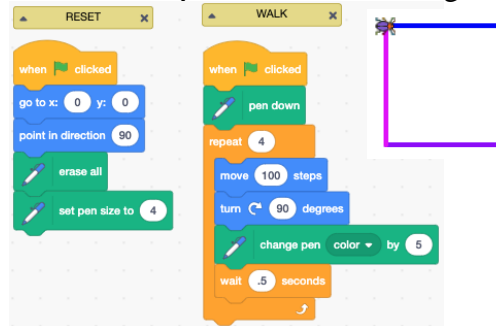 RESET
when clicked
go to x: 0 y: 0
point in direction 90
erase all
set pen size to 4
WALK
when clicked
pen down
repeat 4
move 100 steps
turn 90 degrees
change pen color by 5
wait .5 seconds